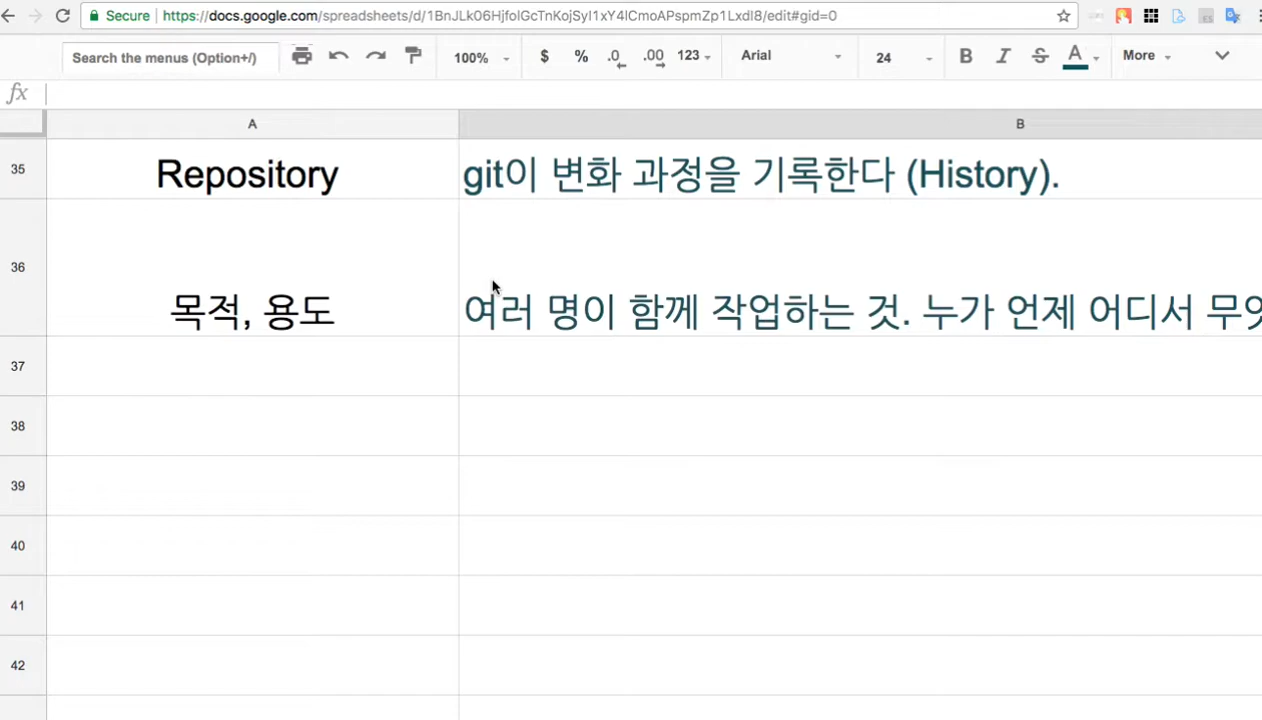 Secure https://docs.google.com/spreadsheets/d/1BnJLk06HjfolGcTnKojSyI1xY4lCmoAPspmZp1LxdI8/edit#gid=0
Search the menus (Option+/) 100% $ % .0 .00 123 Arial 24 B I S A More
fx
A B
35 Repository git이 변화 과정을 기록한다 (History).
36 목적, 용도 여러 명이 함께 작업하는 것. 누가 언제 어디서
37
38
39
40
41
42